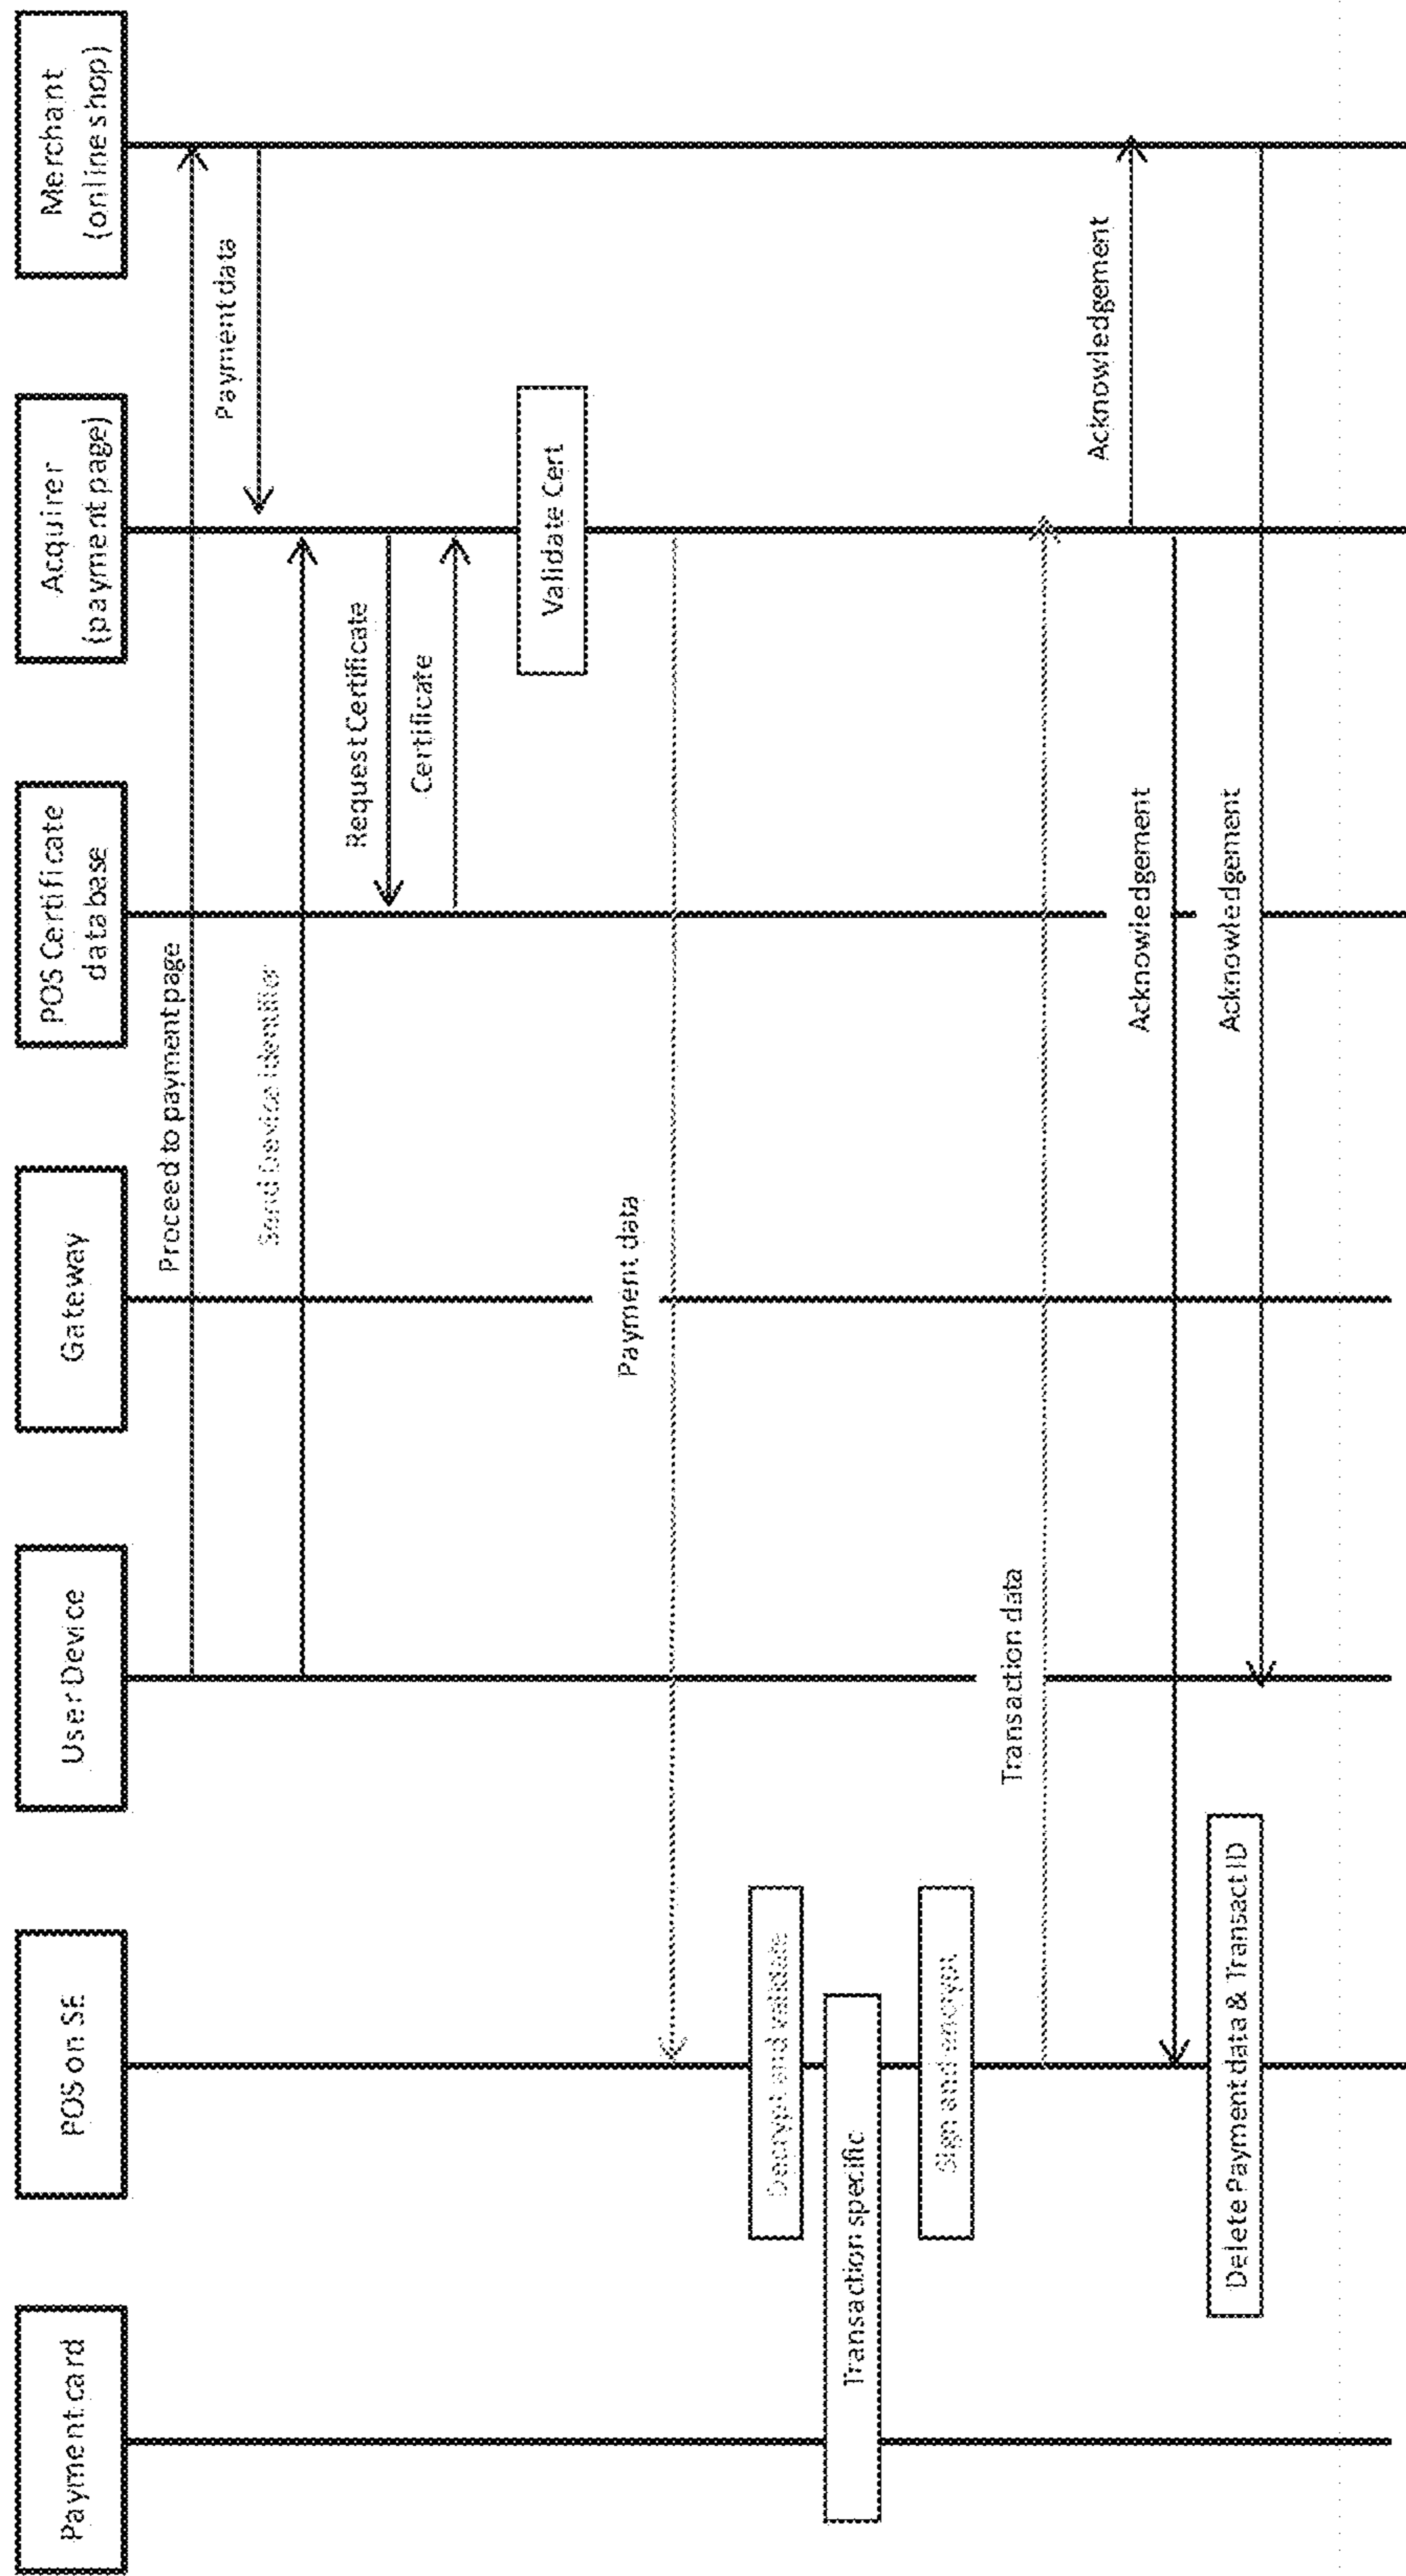 Payment card
POS on SE
User Device
Gateway
POS Certificate
database
Acquirer
(payment page)
Merchant
(online shop)
Proceed to payment page
Payment data
Send Device Identifier
Request Certificate
Certificate
Validate Cert
Payment data
Decrypt and validate
Transaction specific
Sign and encrypt
Transaction data
Acknowledgement
Acknowledgement
Delete Payment data & Transact ID
Acknowledgement